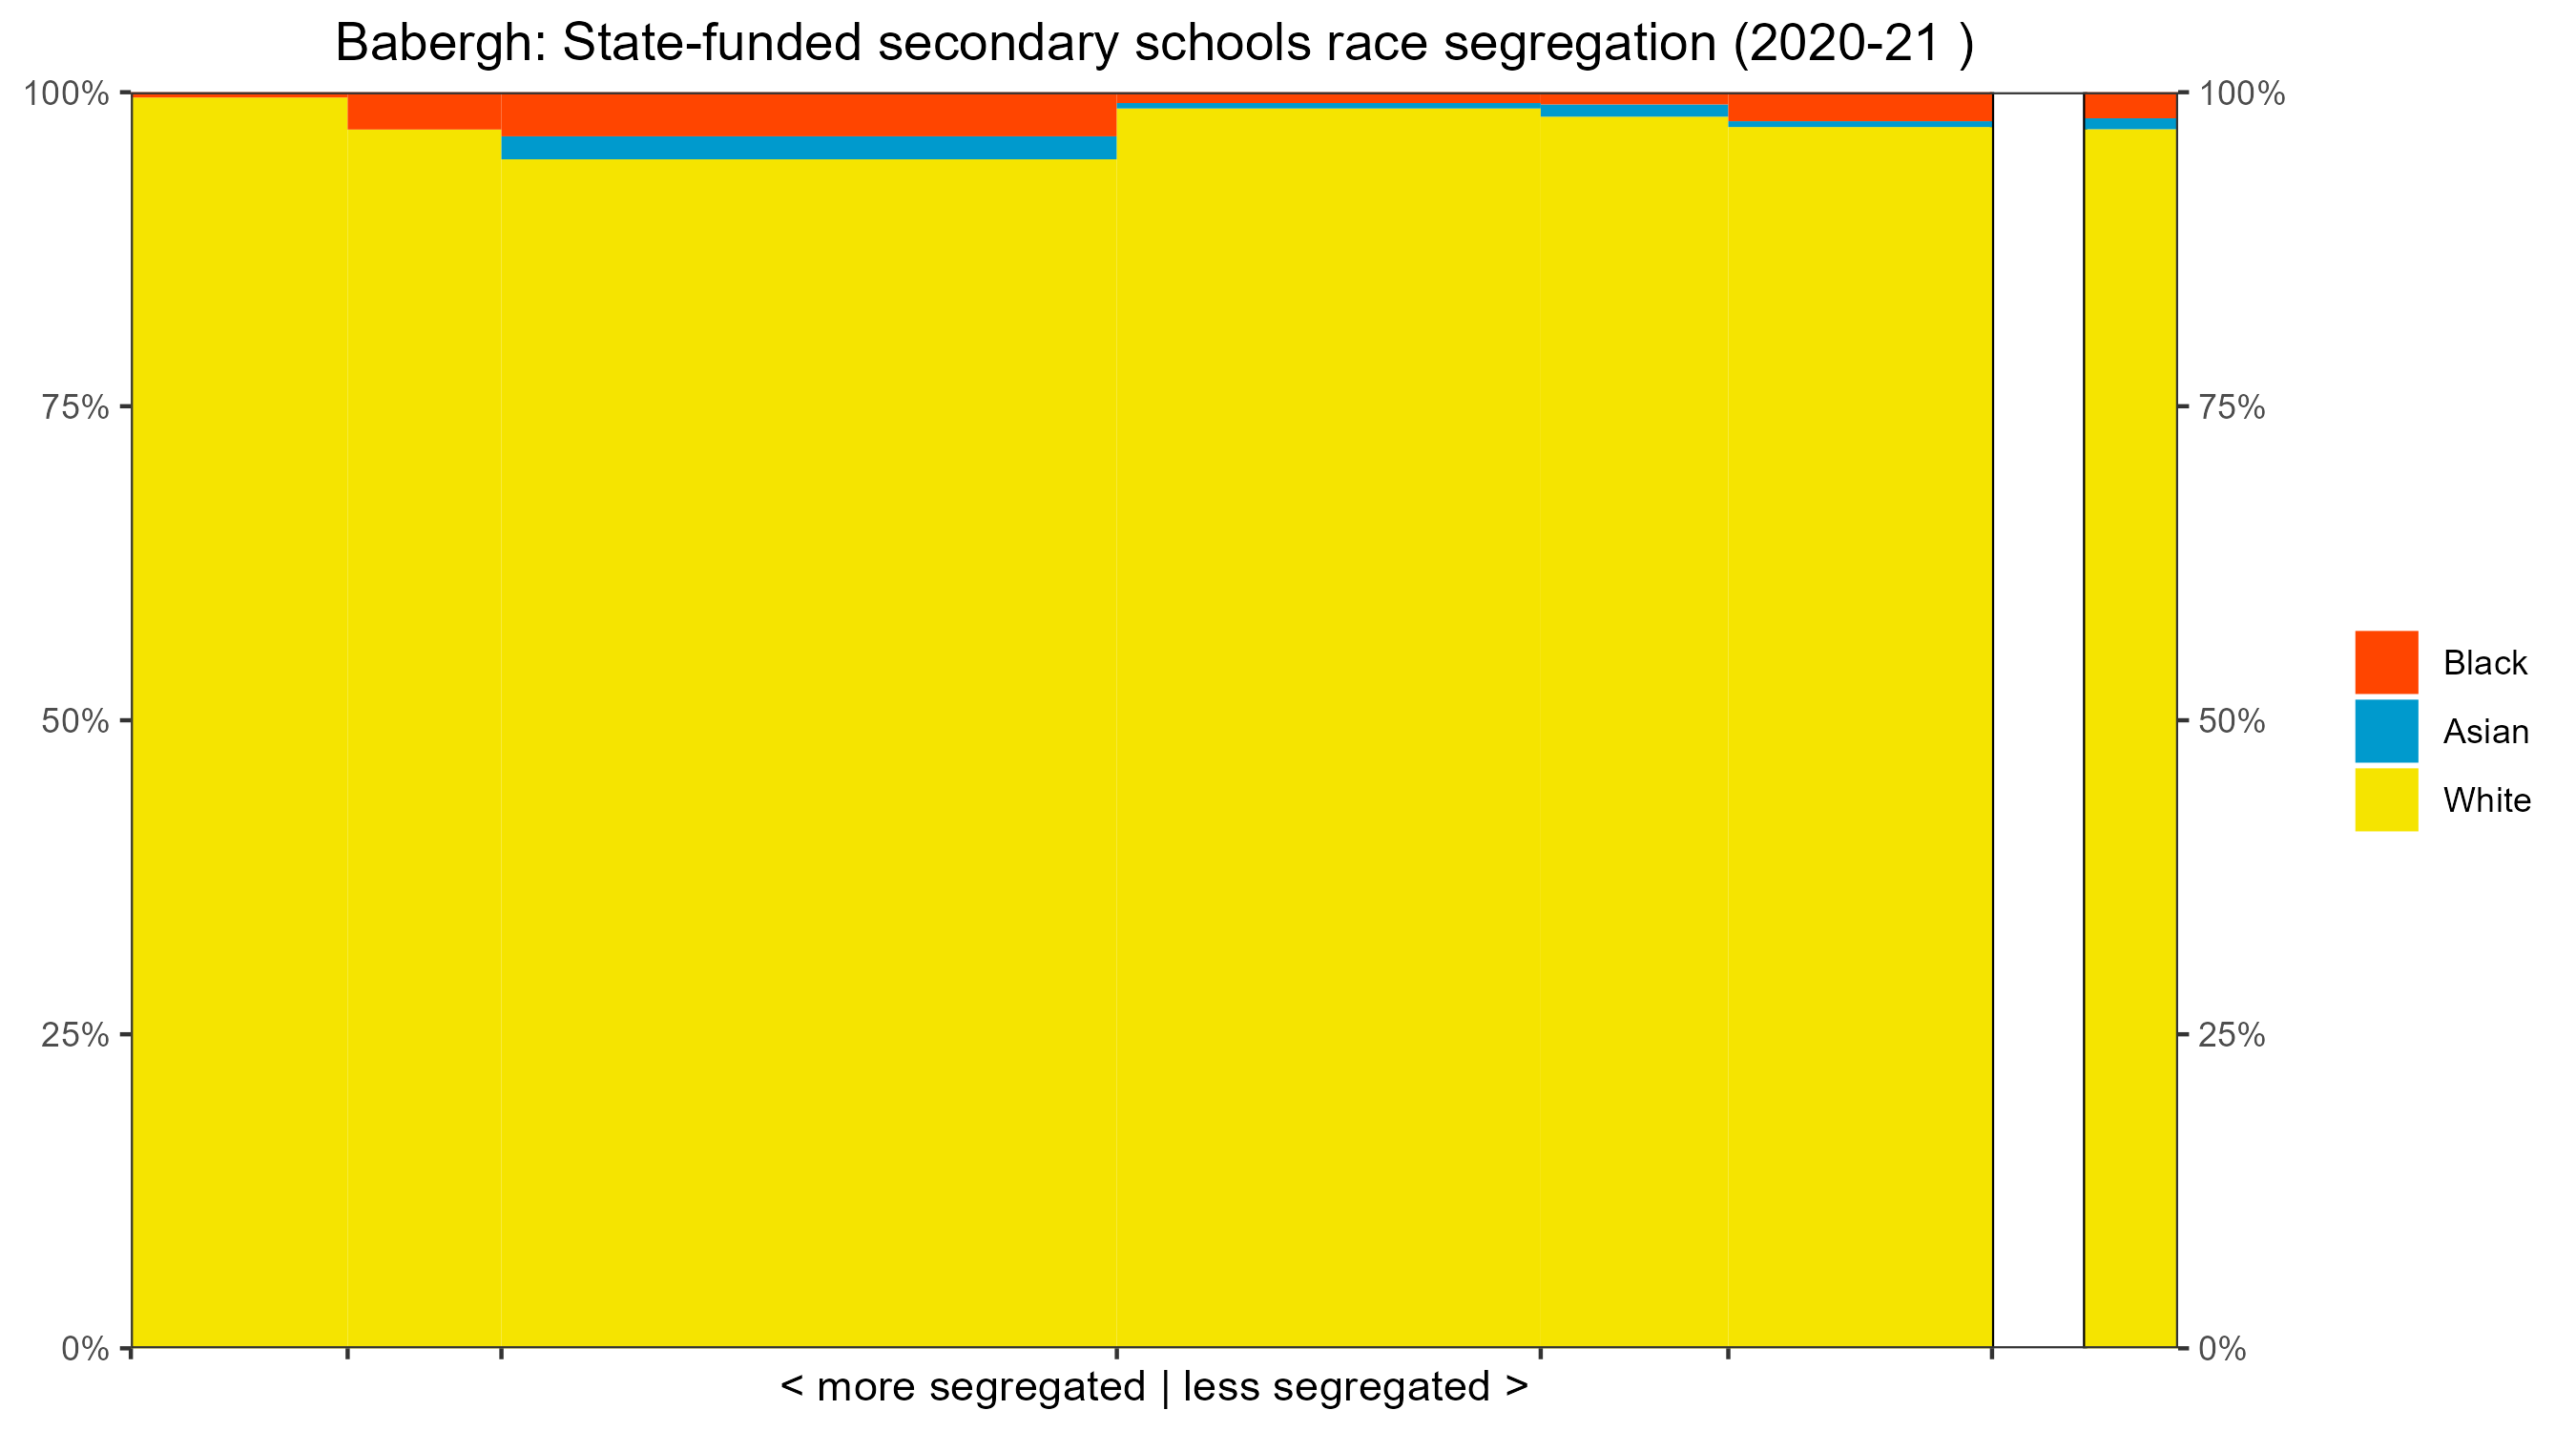 Babergh: State-funded secondary schools race segregation (2020-21 )
100%
75%
50%
25%
0%
100%
75%
50%
25%
0%
Black
Asian
White
< more segregated | less segregated >